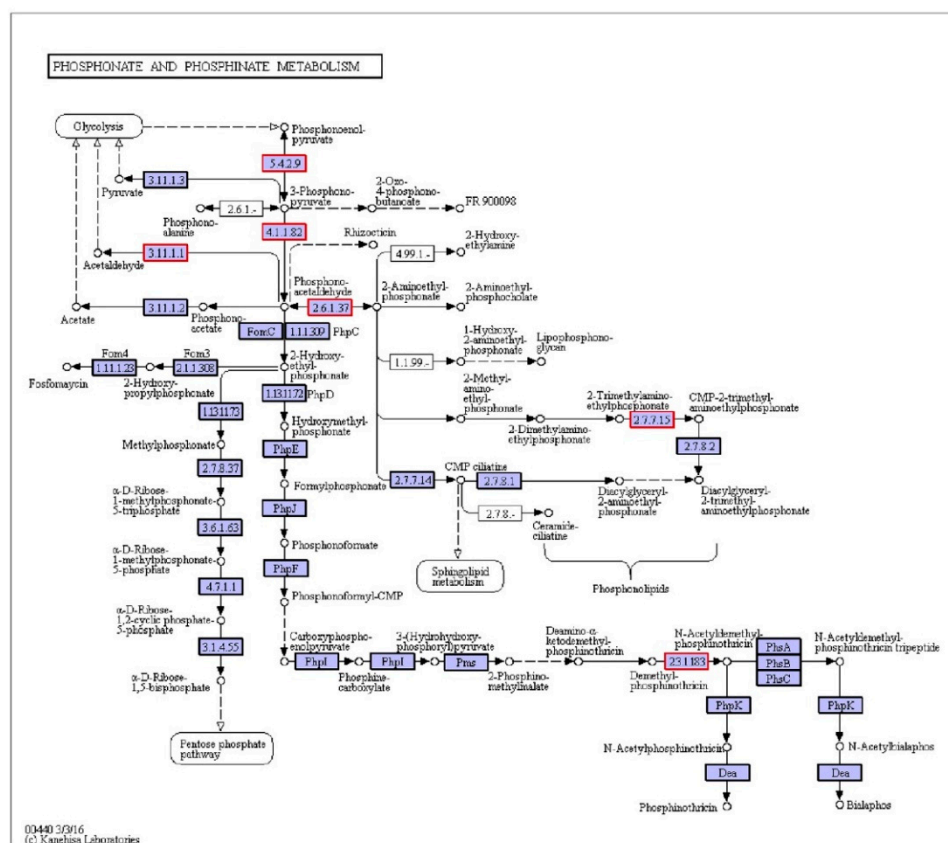 PHOSPHONATE AND PHOSPHINATE METABOLISM
Glycolysis
Phosphonoenol-
pyruvate
5.4.2.9
3.11.1.3
Pyruvate
3-Phosphono-
pyruvate
2-Oxo-
4-phosphono-
butanoate
FR 900098
2.6.1.-
Phosphono-
alanine
4.1.1.82
Rhizocticin
2-Hydroxy-
ethylamine
4.99.1.-
3.11.1.1
Acetaldehyde
Phosphono-
acetaldehyde
2-Aminoethyl-
phosphonate
2-Aminoethyl-
phosphocholate
2.6.1.37
3.11.1.2
Acetate
Phosphono-
acetate
FomC
1.1.1.309
PhpC
1-Hydroxy-
2-aminoethyl-
phosphonate
Lipophosphono-
glycan
1.1.99.-
Fom4
Fom3
1.11.1.23
2.1.1.308
Fosfomycin
2-Hydroxy-
propylphosphonate
2-Hydroxy-
ethyl-
phosphonate
2-Methyl-
amino-
ethyl-
phosphonate
2-Dimethylamino-
ethylphosphonate
2-Trimethylamino-
ethylphosphonate
CMP-2-trimethyl-
aminoethylphosphonate
2.7.7.15
1.13.11.72
PhpD
1.13.11.73
Hydroxymethyl-
phosphonate
Methylphosphonate
PhpE
2.7.8.2
2.7.8.37
Formylphosphonate
2.7.7.14
CMP ciliatine
2.7.8.1
Diacylglyceryl-
2-aminoethyl-
phosphonate
Diacylglyceryl-
2-trimethyl-
aminoethylphosphonate
α-D-Ribose-
1-methylphosphonate-
5-triphosphate
PhpJ
2.7.8.-
Ceramide-
ciliatine
3.6.1.63
Phosphonoformate
α-D-Ribose-
1-methylphosphonate-
5-phosphate
PhpF
Sphingolipid
metabolism
Phosphonolipids
4.7.1.1
Phosphonoformyl-CMP
α-D-Ribose-
1,2-cyclic phosphate-
5-phosphate
3.1.4.55
Carboxyphospho-
enolpyruvate
3-(Hydrohydroxy-
phosphoryl)pyruvate
Deamino-α-
ketodemethyl-
phosphinothricin
N-Acetyldemethyl-
phosphinothricin
N-Acetyldemethyl-
phosphinothricin tripeptide
PhpI
PhpI
Pms
2.3.1.183
PhsA
PhsB
PhsC
Phosphine-
carboxylate
2-Phosphino-
methylmalate
Demethyl-
phosphinothricin
α-D-Ribose-
1,5-bisphosphate
PhpK
PhpK
Pentose phosphate
pathway
N-Acetylphosphinothricin
N-Acetylbialaphos
Dea
Dea
Phosphinothricin
Bialaphos
00440 3/3/16
(c) Kanehisa Laboratories